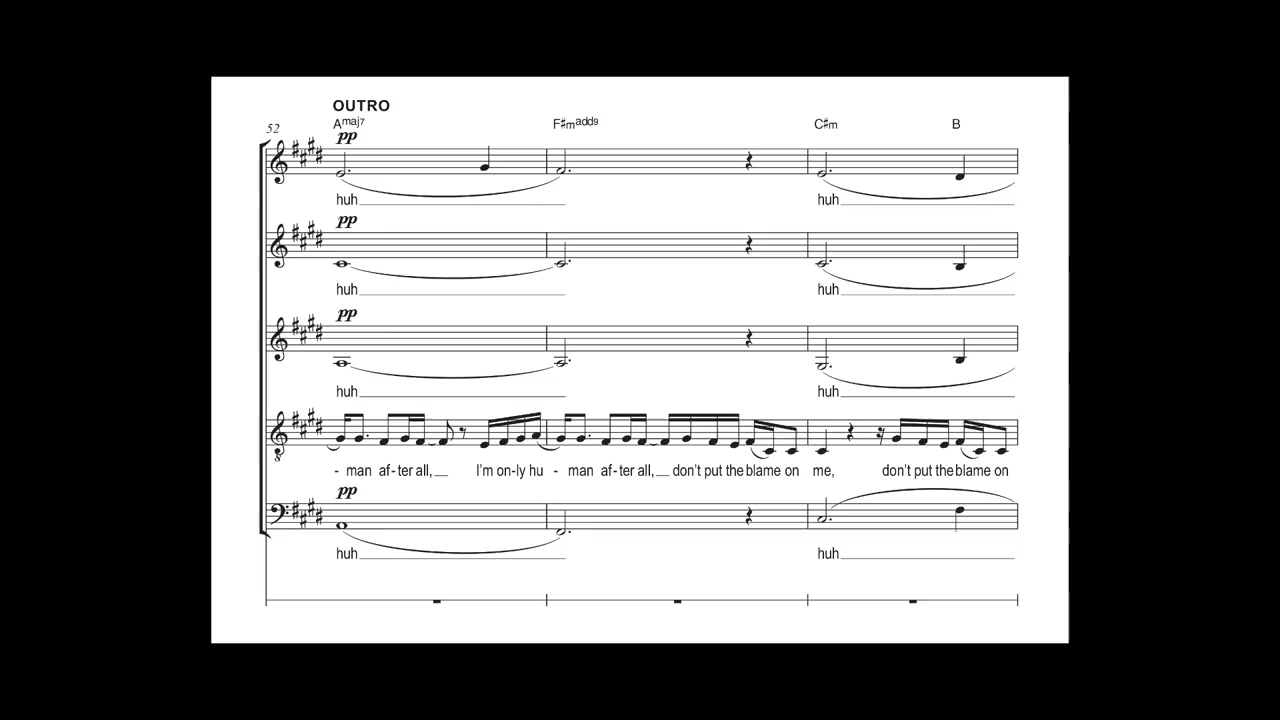 OUTRO
Amaj7 F♯madd9 C♯m B
52
pp
huh huh
pp
huh huh
pp
huh huh
8
- man af-ter all, I'm on-ly hu - man af-ter all, don't put the blame on me, don't put the blame on
pp
huh huh